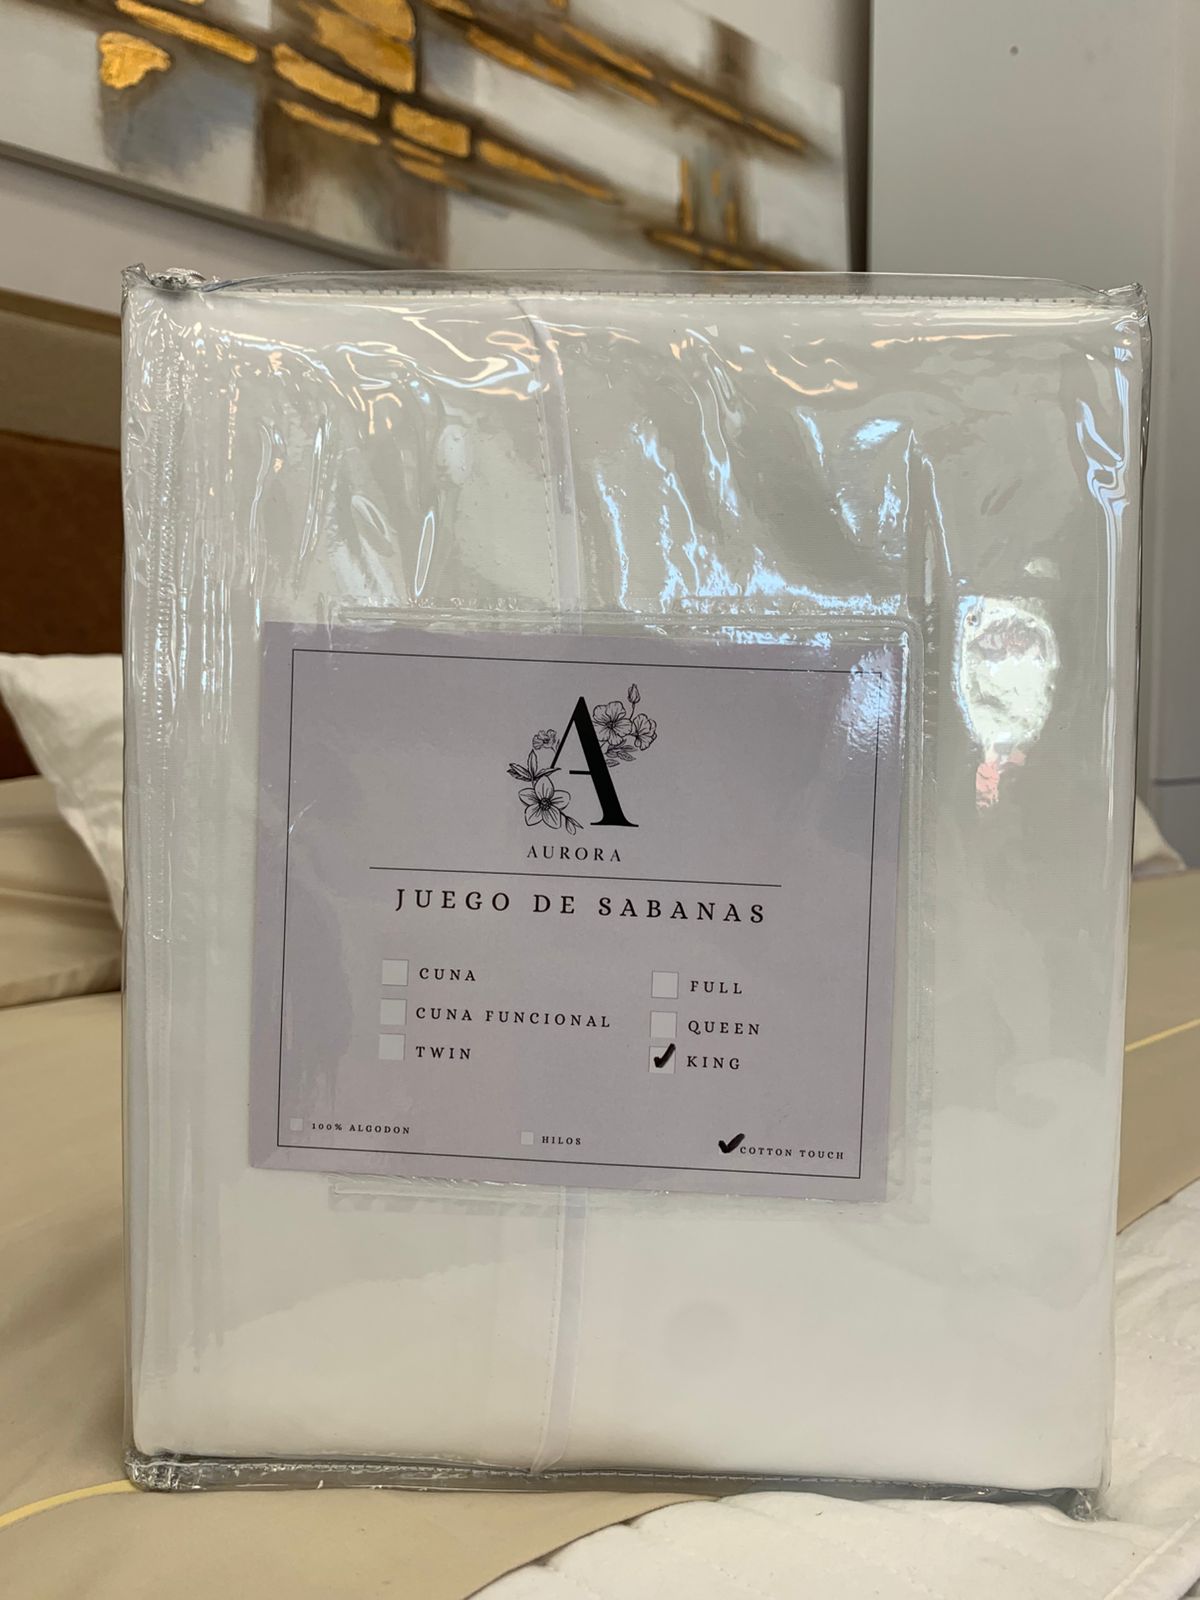 A
AURORA
JUEGO DE SABANAS
CUNA
CUNA FUNCIONAL
TWIN
FULL
QUEEN
KING
100% ALGODON
HILOS
COTTON TOUCH